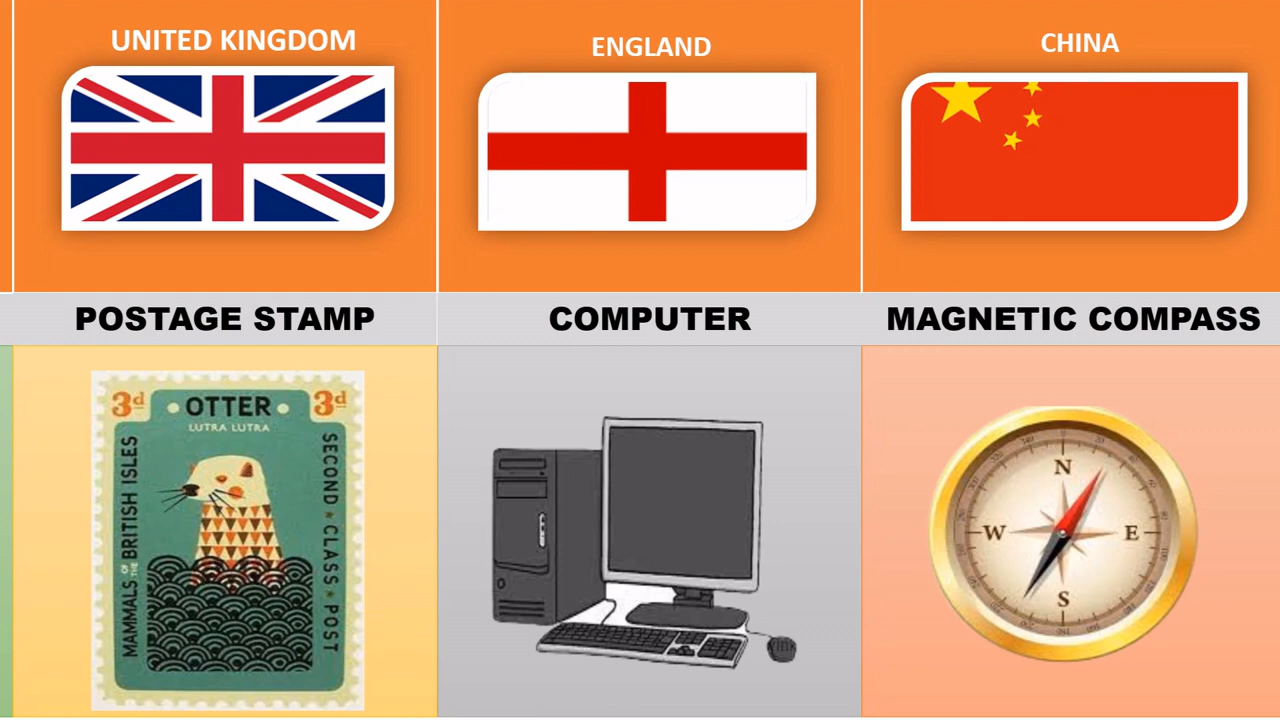 UNITED KINGDOM
ENGLAND
CHINA
POSTAGE STAMP
COMPUTER
MAGNETIC COMPASS
3d
OTTER
3d
LUTRA LUTRA
MAMMALS OF THE BRITISH ISLES
SECOND ★ CLASS ★ POST
N
W
E
S